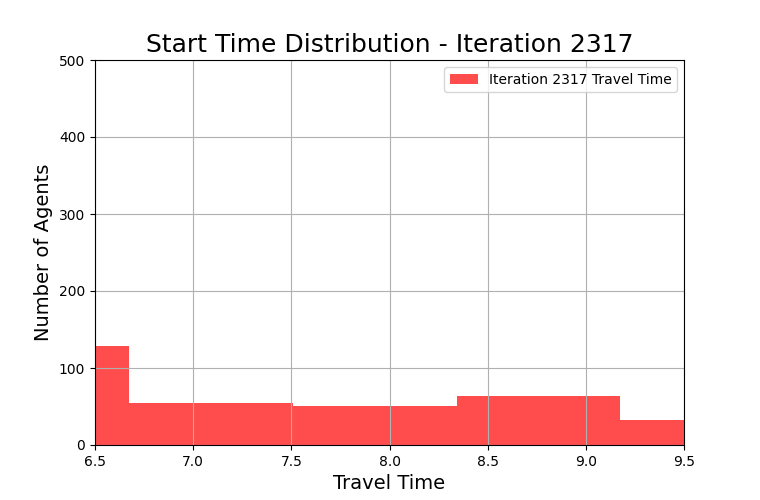 Start Time Distribution - Iteration 2317
500
400
300
200
100
0
Number of Agents
Iteration 2317 Travel Time
6.5 7.0 7.5 8.0 8.5 9.0 9.5
Travel Time